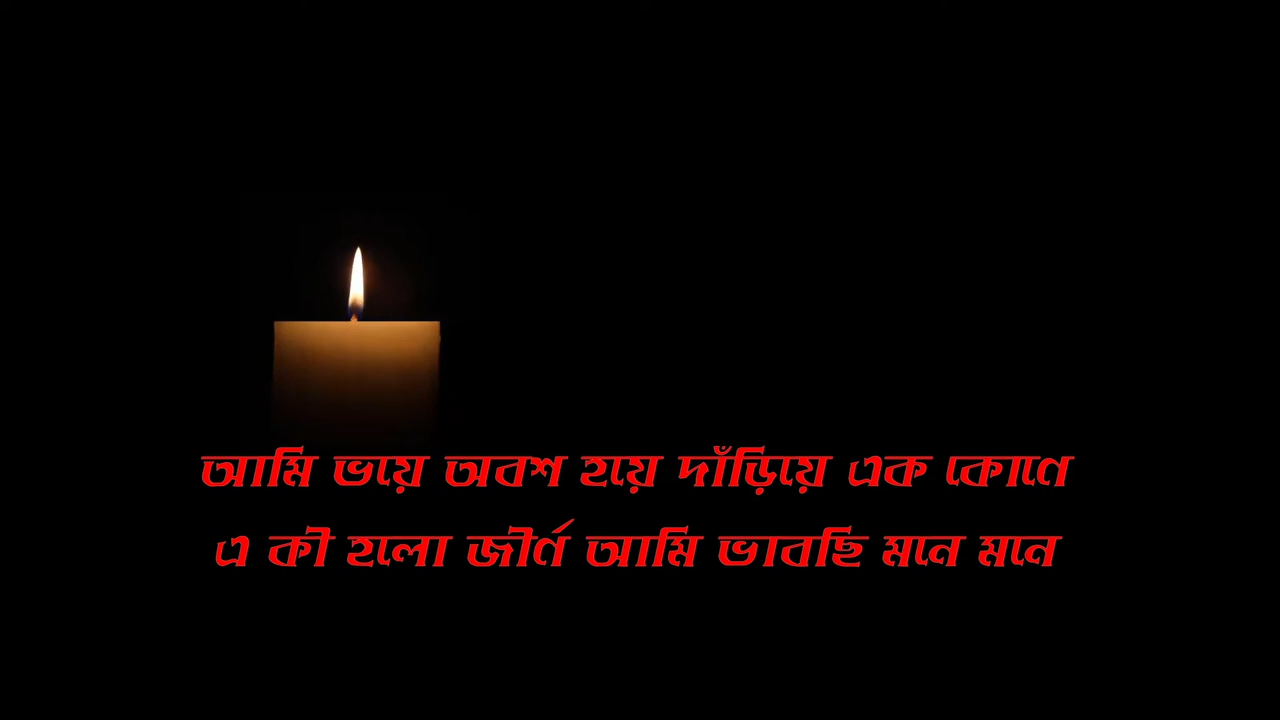 আমি ভয়ে অবশ হয়ে দাঁড়িয়ে এক কোণে
এ কী হলো জীর্ণ আমি ভাবছি মনে মনে